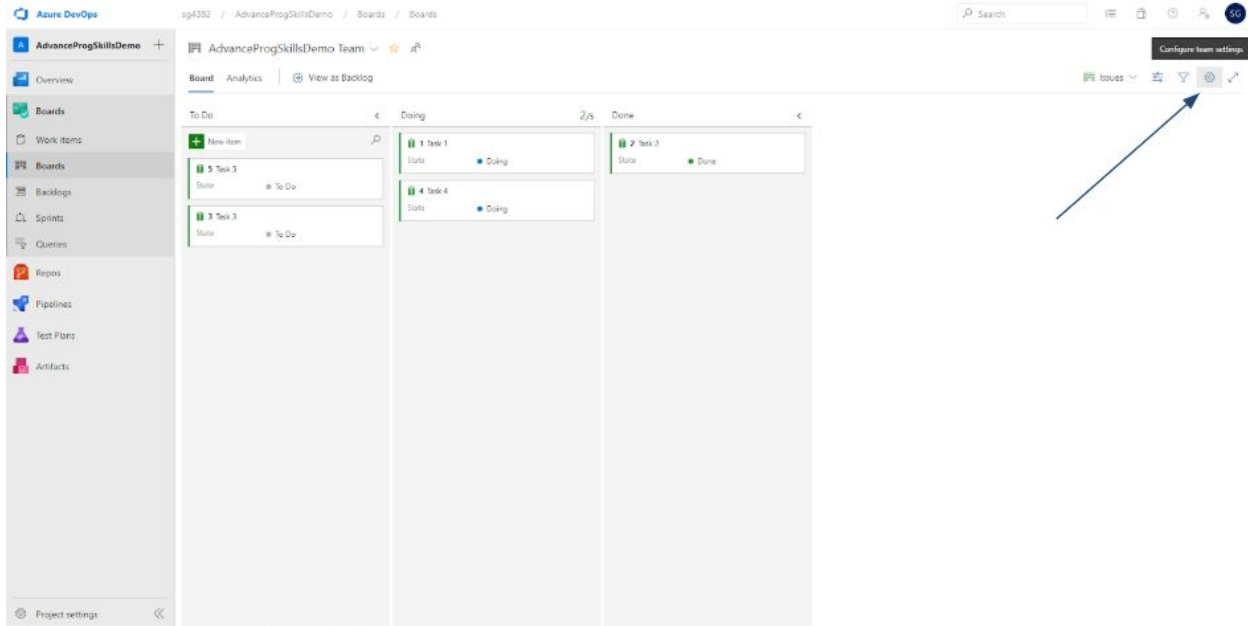 Azure DevOps
sg4382 / AdvanceProgSkillsDemo / Boards / Boards
Search
SG
A AdvanceProgSkillsDemo
AdvanceProgSkillsDemo Team
Configure team settings
Overview
Board Analytics View as Backlog
Issues
Boards
To Do
Doing 2/5
Done
Work items
New item
1 Task 1
State Doing
2 Task 2
State Done
Boards
5 Task 5
State To Do
Backlogs
4 Task 4
State Doing
Sprints
3 Task 3
State To Do
Queries
Repos
Pipelines
Test Plans
Artifacts
Project settings